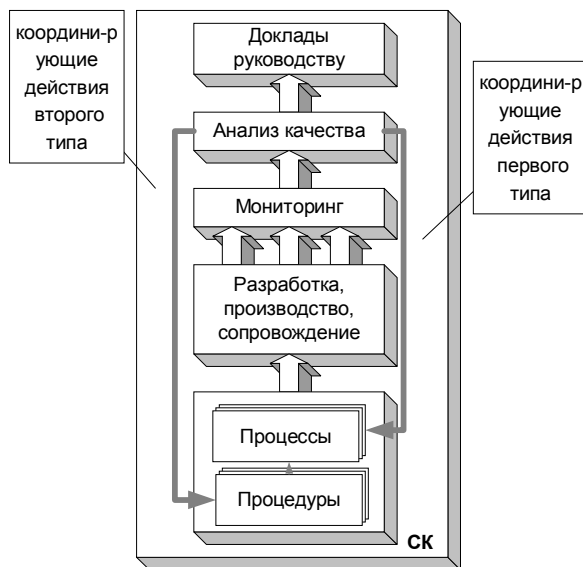 координи-р
ующие
действия
второго
типа
Доклады
руководству
координи-р
ующие
действия
первого
типа
Анализ качества
Мониторинг
Разработка,
производство,
сопровождение
Процессы
Процедуры
СК